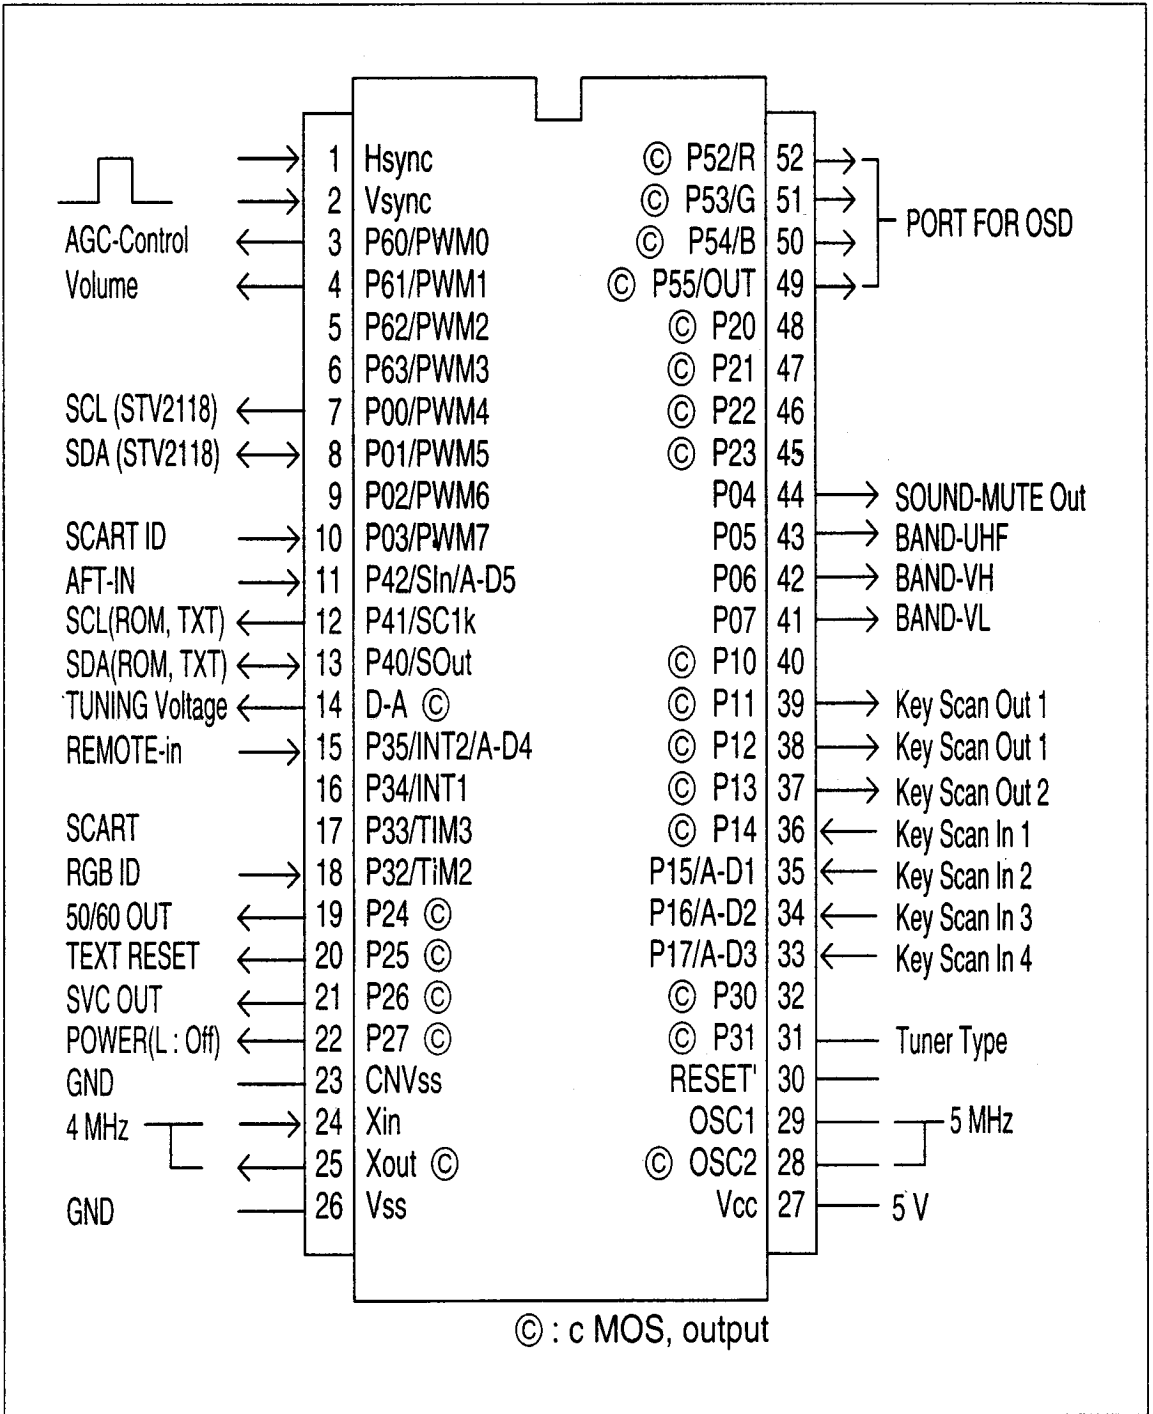 1 Hsync © P52/R 52
2 Vsync © P53/G 51
PORT FOR OSD
AGC-Control 3 P60/PWM0 © P54/B 50
Volume 4 P61/PWM1 © P55/OUT 49
5 P62/PWM2 © P20 48
6 P63/PWM3 © P21 47
SCL (STV2118) 7 P00/PWM4 © P22 46
SDA (STV2118) 8 P01/PWM5 © P23 45
9 P02/PWM6 P04 44 SOUND-MUTE Out
SCART ID 10 P03/PWM7 P05 43 BAND-UHF
AFT-IN 11 P42/SIn/A-D5 P06 42 BAND-VH
SCL(ROM, TXT) 12 P41/SC1k P07 41 BAND-VL
SDA(ROM, TXT) 13 P40/SOut © P10 40
TUNING Voltage 14 D-A © © P11 39 Key Scan Out 1
REMOTE-in 15 P35/INT2/A-D4 © P12 38 Key Scan Out 1
16 P34/INT1 © P13 37 Key Scan Out 2
SCART 17 P33/TIM3 © P14 36 Key Scan In 1
RGB ID 18 P32/TiM2 P15/A-D1 35 Key Scan In 2
50/60 OUT 19 P24 © P16/A-D2 34 Key Scan In 3
TEXT RESET 20 P25 © P17/A-D3 33 Key Scan In 4
SVC OUT 21 P26 © © P30 32
POWER(L : Off) 22 P27 © © P31 31 Tuner Type
GND 23 CNVss RESET' 30
4 MHz 24 Xin OSC1 29 5 MHz
25 Xout © © OSC2 28
GND 26 Vss Vcc 27 5 V
© : c MOS, output